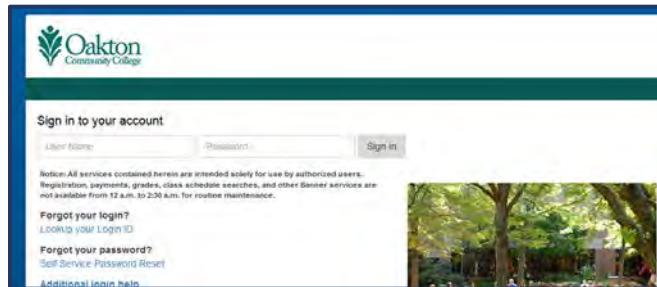 Oakton
Community College
Sign in to your account
User Name
Password
Sign in
Notice: All services contained herein are intended solely for use by authorized users.
Registration, payments, grades, class schedule searches, and other Banner services are
not available from 12 a.m. to 2:30 a.m. for routine maintenance.
Forgot your login?
Lookup your Login ID
Forgot your password?
Self Service Password Reset
Additional login help